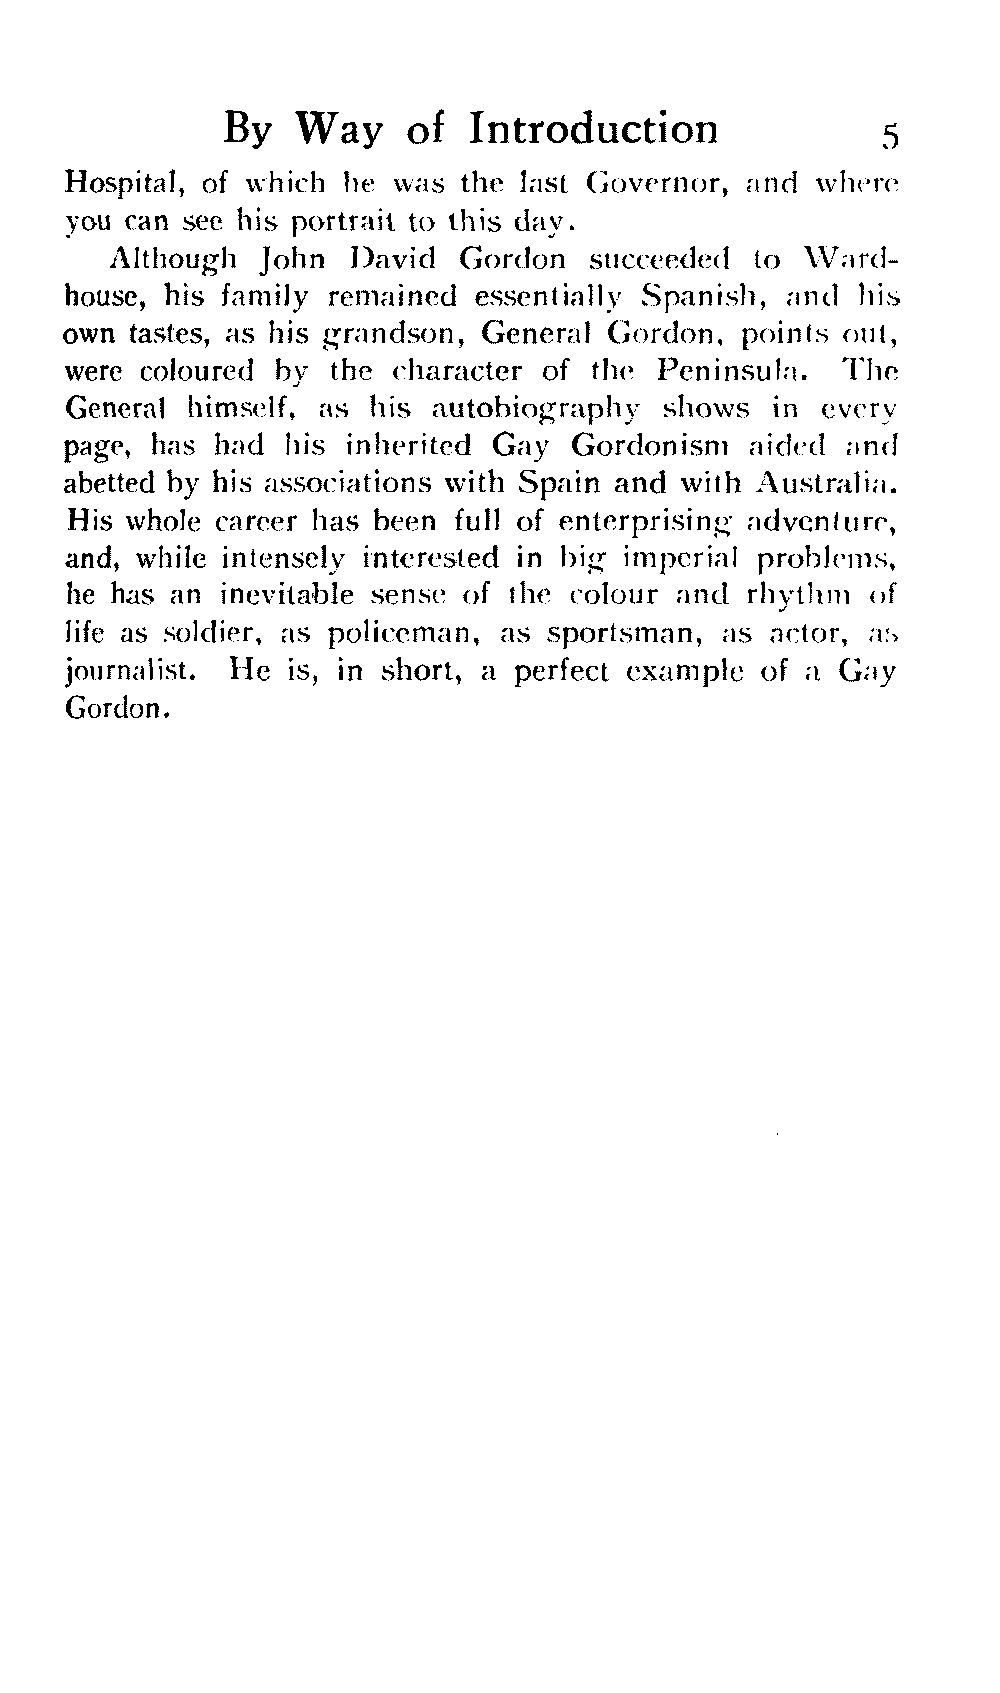 By Way of Introduction 5
Hospital, of which he was the last Governor, and where
you can see his portrait to this day.
Although John David Gordon succeeded to Ward-
house, his family remained essentially Spanish, and his
own tastes, as his grandson, General Gordon, points out,
were coloured by the character of the Peninsula. The
General himself, as his autobiography shows in every
page, has had his inherited Gay Gordonism aided and
abetted by his associations with Spain and with Australia.
His whole career has been full of enterprising adventure,
and, while intensely interested in big imperial problems,
he has an inevitable sense of the colour and rhythm of
life as soldier, as policeman, as sportsman, as actor, as
journalist. He is, in short, a perfect example of a Gay
Gordon.